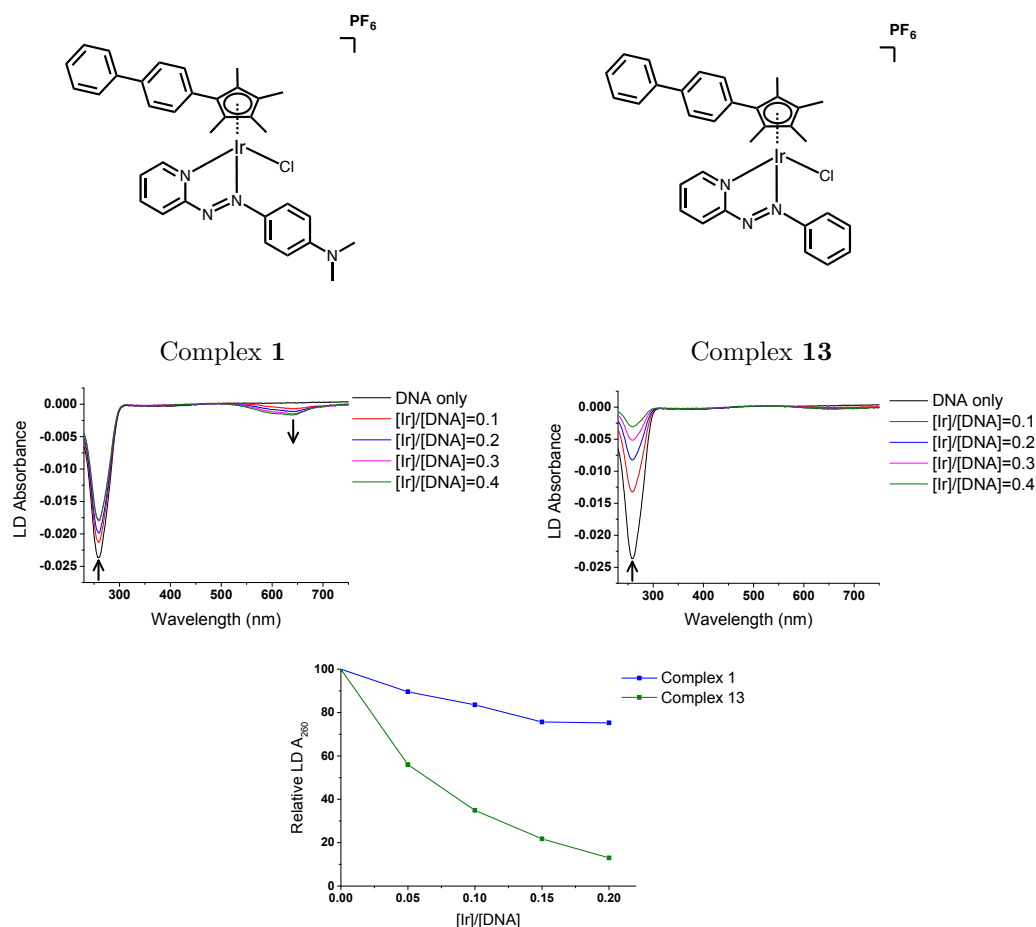 PF6
PF6
Ir
Cl
N
N
N
N
Ir
Cl
N
N
N
Complex 1
Complex 13
0.000
-0.005
-0.010
-0.015
-0.020
-0.025
LD Absorbance
300 400 500 600 700
Wavelength (nm)
DNA only
[Ir]/[DNA]=0.1
[Ir]/[DNA]=0.2
[Ir]/[DNA]=0.3
[Ir]/[DNA]=0.4
0.000
-0.005
-0.010
-0.015
-0.020
-0.025
LD Absorbance
300 400 500 600 700
Wavelength (nm)
DNA only
[Ir]/[DNA]=0.1
[Ir]/[DNA]=0.2
[Ir]/[DNA]=0.3
[Ir]/[DNA]=0.4
100
80
60
40
20
0
Relative LD A260
0.00 0.05 0.10 0.15 0.20
[Ir]/[DNA]
Complex 1
Complex 13